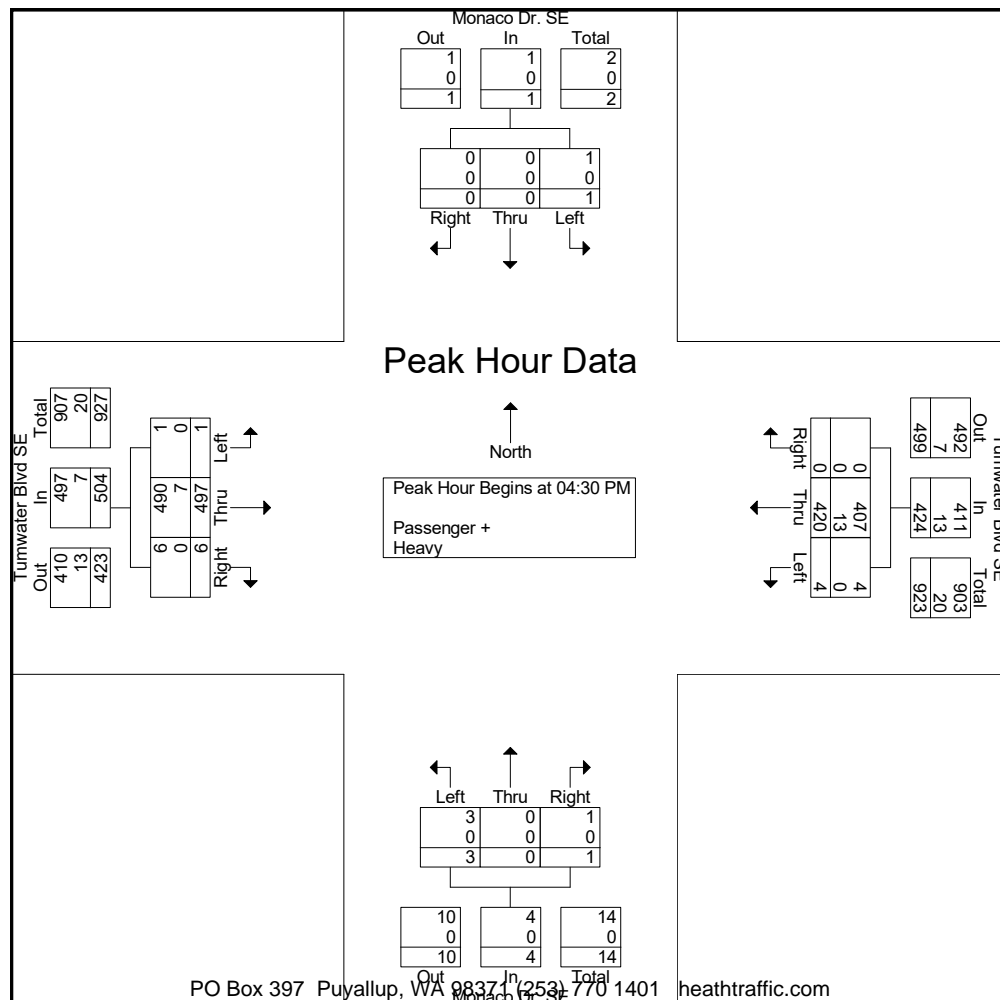 Monaco Dr. SE
Out In Total
1 1 2
0 0 0
1 1 2
0 0 1
0 0 0
0 0 1
Right Thru Left
Peak Hour Data
North
Peak Hour Begins at 04:30 PM
Passenger +
Heavy
Tumwater Blvd SE
Total
907
20
927
In
497
7
504
Out
410
13
423
Left
1
0
1
Thru
490
7
497
Right
6
0
6
Tumwater Blvd SE
Out
492
7
499
In
411
13
424
Total
903
20
923
Right
0
0
0
Thru
407
13
420
Left
4
0
4
Left Thru Right
3 0 1
0 0 0
3 0 1
10 4 14
0 0 0
10 4 14
Out In Total
Monaco Dr. SE
PO Box 397 Puyallup, WA 98371 (253) 770 1401 heathtraffic.com